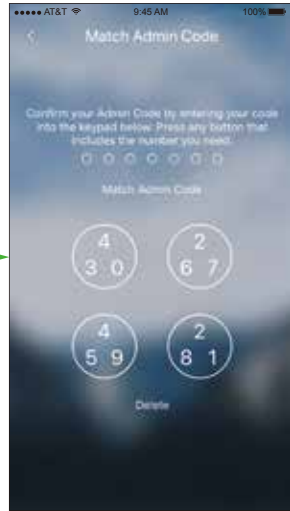 AT&T 9:45 AM 100%
Match Admin Code
Confirm your Admin Code by entering your code
into the keypad below. Press any button that
includes the number you need.
Match Admin Code
4 2
3 0 6 7
4 2
5 9 8 1
Delete